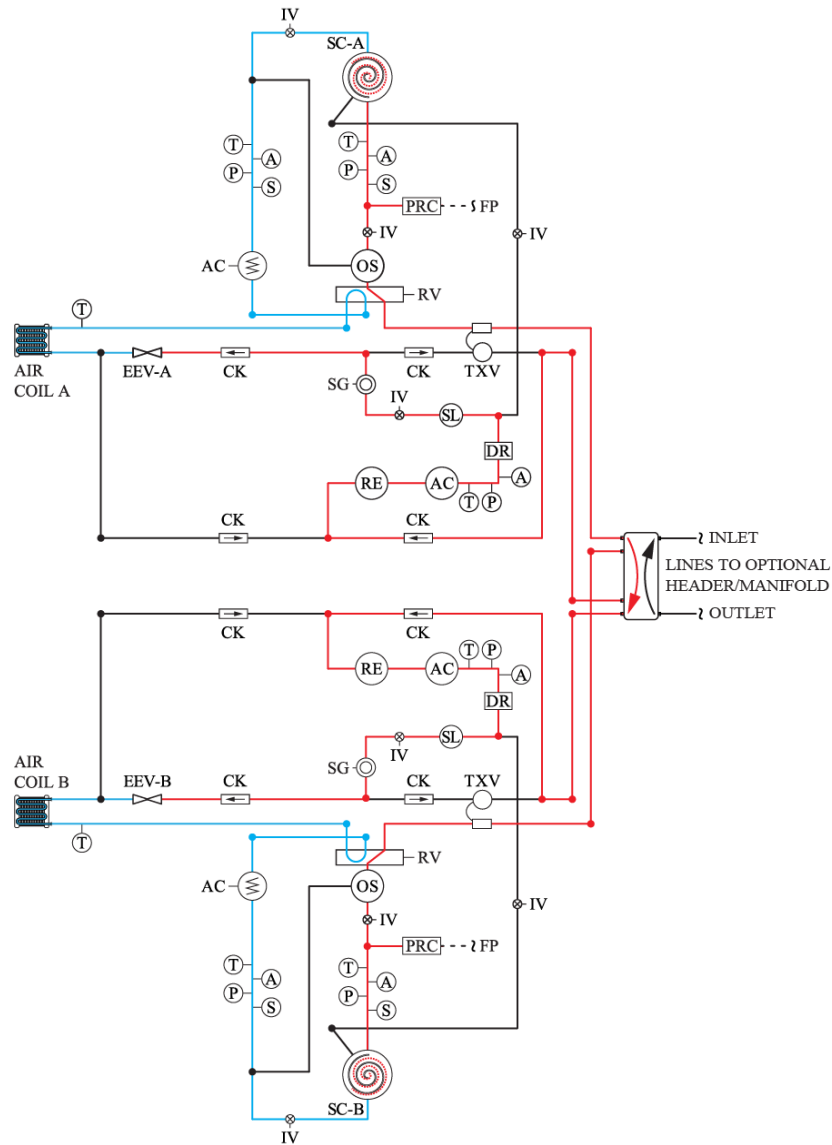 IV
SC-A
T
T
A
A
P
P
S
S
PRC
FP
IV
IV
AC
OS
RV
T
AIR
COIL A
EEV-A
CK
CK
TXV
SG
IV
SL
DR
RE
AC
A
T
P
CK
CK
INLET
LINES TO OPTIONAL
HEADER/MANIFOLD
OUTLET
CK
CK
T
P
RE
AC
A
DR
SL
IV
SG
AIR
COIL B
EEV-B
CK
CK
TXV
T
RV
AC
OS
IV
IV
PRC
FP
T
T
A
A
P
P
S
S
SC-B
IV